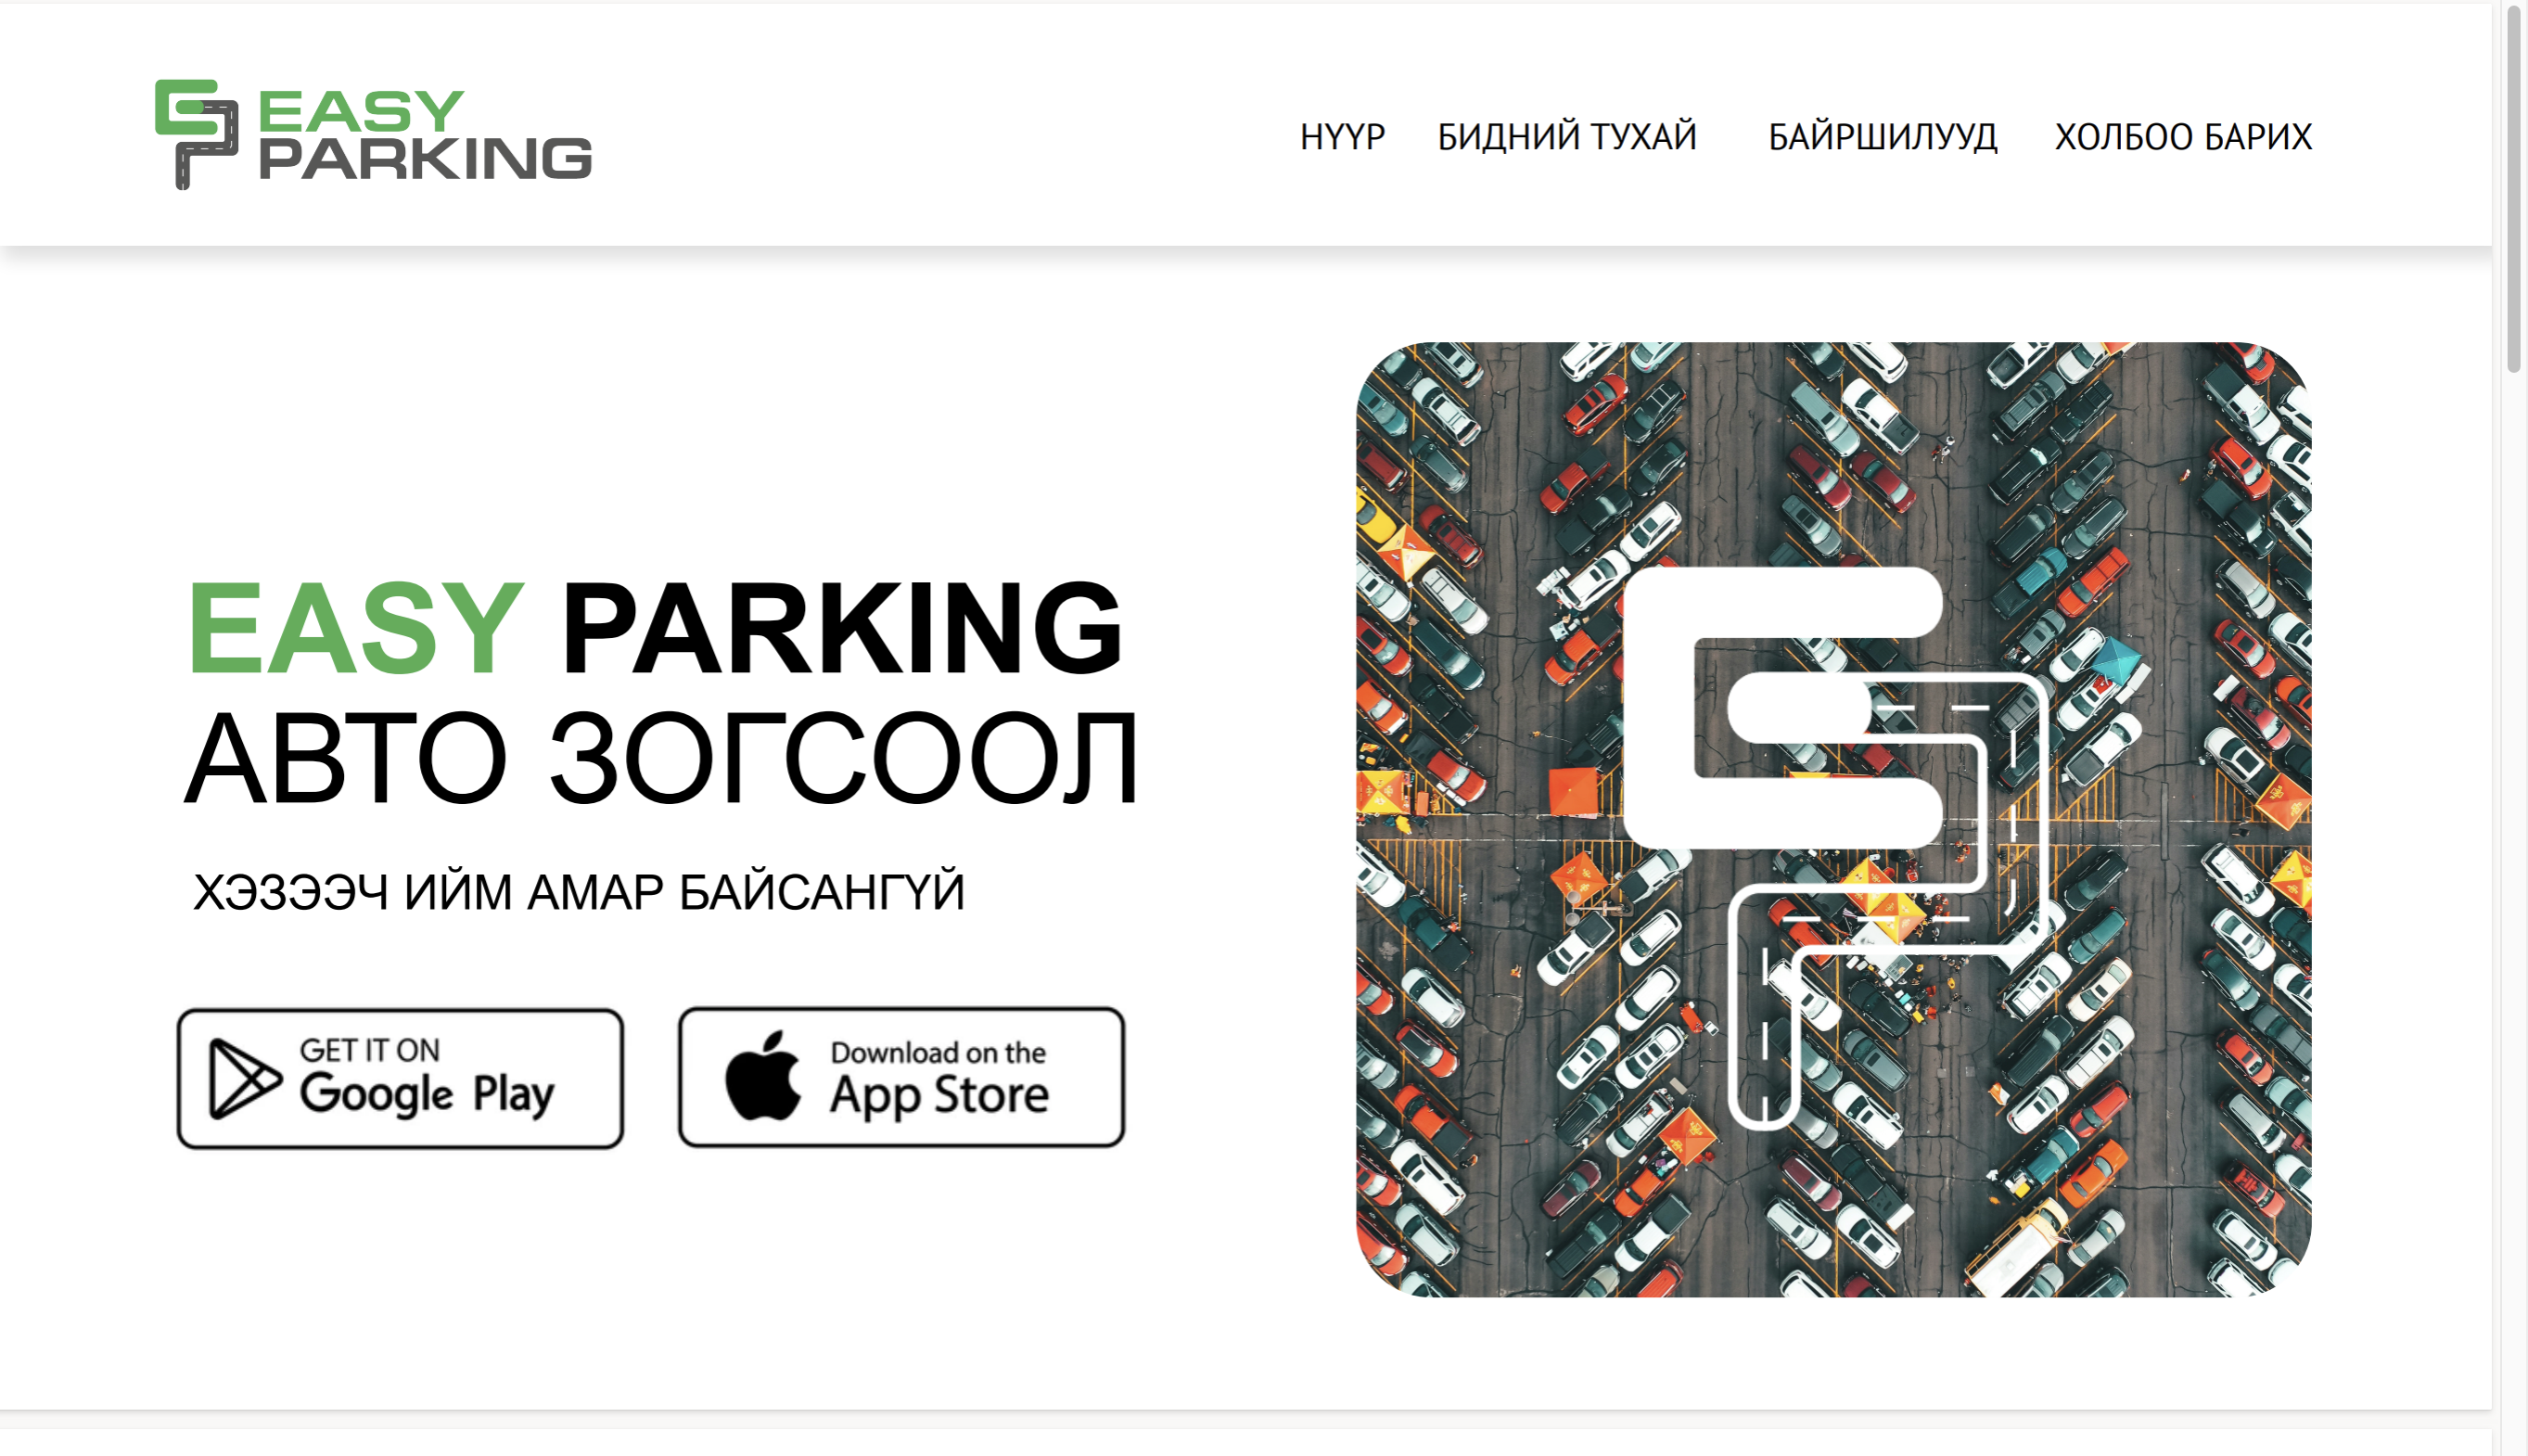 EASY
PARKING
НҮҮР БИДНИЙ ТУХАЙ БАЙРШИЛУУД ХОЛБОО БАРИХ
EASY PARKING
АВТО ЗОГСООЛ
ХЭЗЭЭЧ ИЙМ АМАР БАЙСАНГҮЙ
GET IT ON
Google Play
Download on the
App Store